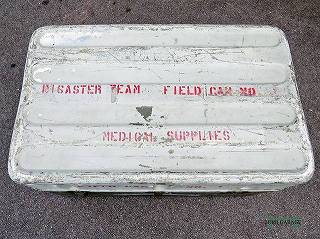 DISASTER TEAM FIELD CAN NO
MEDICAL SUPPLIES